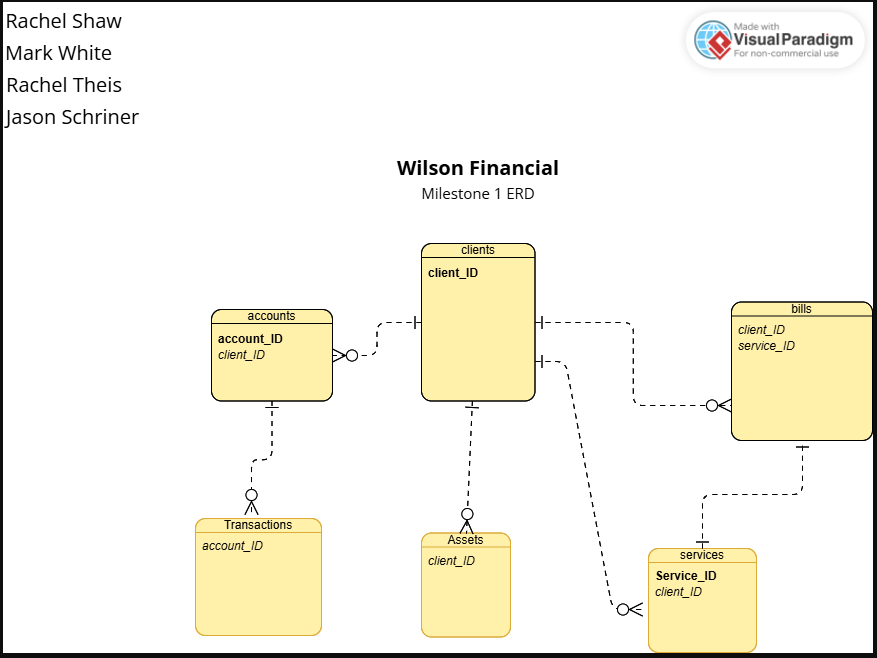 Rachel Shaw
Mark White
Rachel Theis
Jason Schriner
Made with
Visual Paradigm
For non-commercial use
Wilson Financial
Milestone 1 ERD
clients
client_ID
accounts
account_ID
client_ID
bills
client_ID
service_ID
Transactions
account_ID
Assets
client_ID
services
Service_ID
client_ID